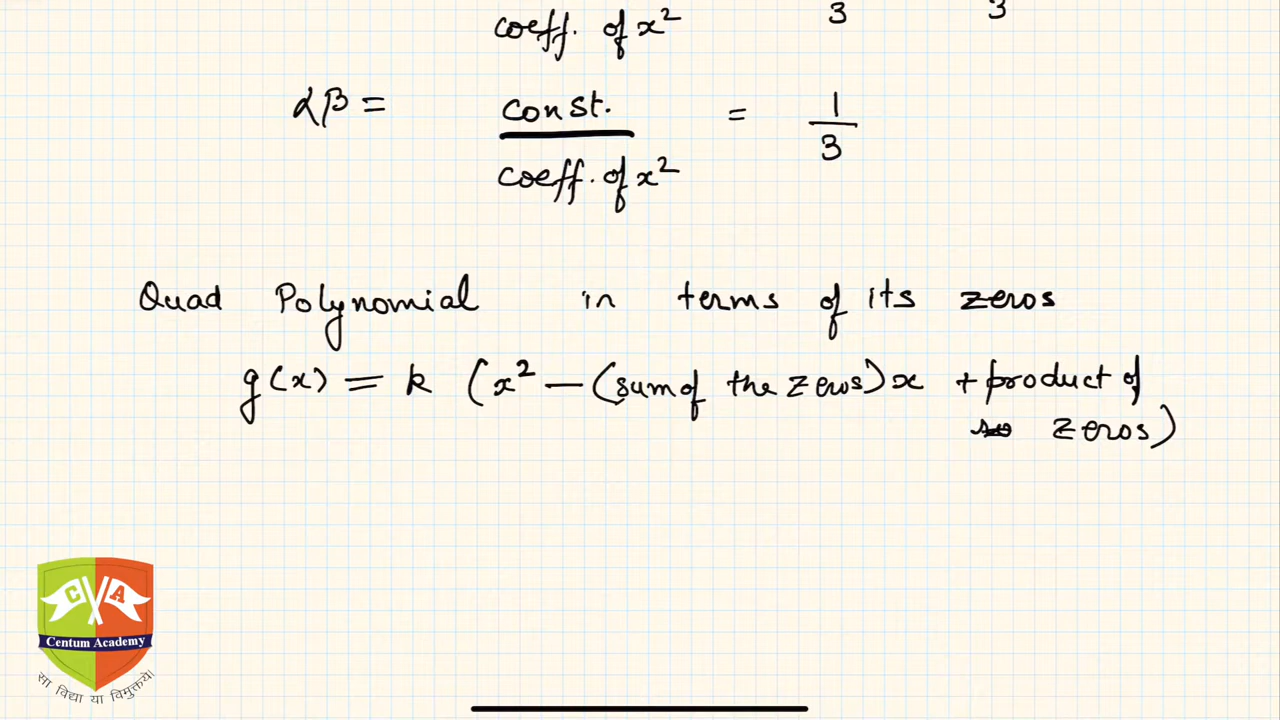 coeff. of x² 3 3
αβ = const. / coeff. of x² = 1/3
Quad Polynomial in terms of its zeros
g(x) = k (x² − (sum of the zeros)x + product of
zeros)
CA
Centum Academy
सा विद्या या विमुक्तये।